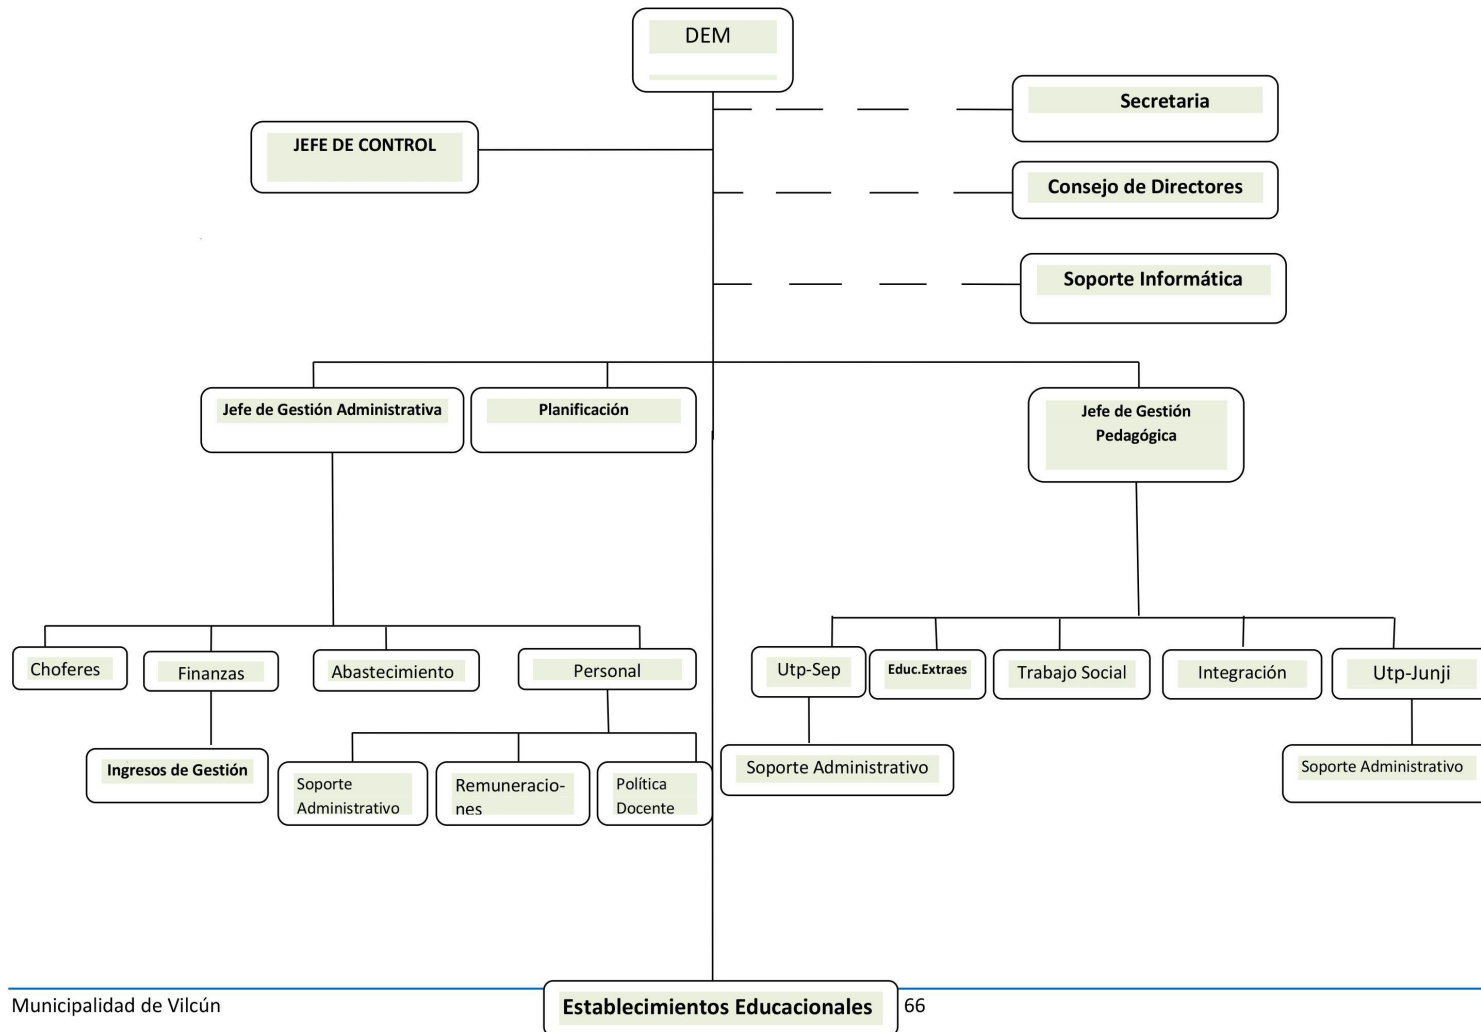 DEM
Secretaria
JEFE DE CONTROL
Consejo de Directores
Soporte Informática
Jefe de Gestión Administrativa
Planificación
Jefe de Gestión
Pedagógica
Choferes
Finanzas
Abastecimiento
Personal
Utp-Sep
Educ.Extraes
Trabajo Social
Integración
Utp-Junji
Ingresos de Gestión
Soporte
Administrativo
Remuneracio-
nes
Política
Docente
Soporte Administrativo
Soporte Administrativo
Municipalidad de Vilcún
Establecimientos Educacionales
66